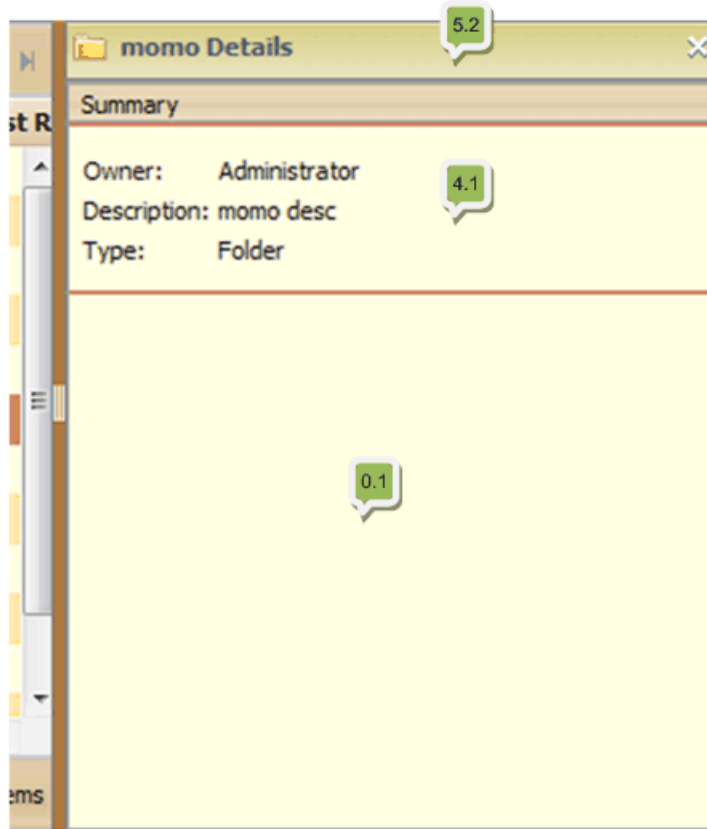 5.2
momo Details
st R
Summary
Owner: Administrator
4.1
Description: momo desc
Type: Folder
0.1
ems